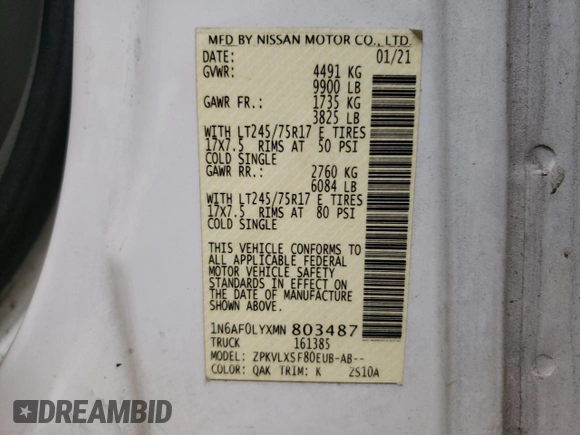 MFD BY NISSAN MOTOR CO., LTD.
DATE: 01/21
GVWR: 4491 KG
9900 LB
GAWR FR.: 1735 KG
3825 LB
WITH LT245/75R17 E TIRES
17X7.5 RIMS AT 50 PSI
COLD SINGLE
GAWR RR.: 2760 KG
6084 LB
WITH LT245/75R17 E TIRES
17X7.5 RIMS AT 80 PSI
COLD SINGLE
THIS VEHICLE CONFORMS TO
ALL APPLICABLE FEDERAL
MOTOR VEHICLE SAFETY
STANDARDS IN EFFECT ON
THE DATE OF MANUFACTURE
SHOWN ABOVE.
1N6AF0LYXMN 803487
TRUCK 161385
MODEL: ZPKVLXSF80EUB-AB--
COLOR: QAK TRIM: K 2S10A
DREAMBID